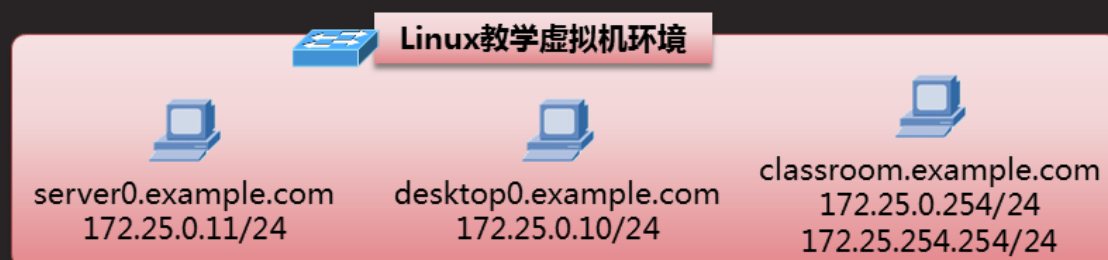 Linux教学虚拟机环境
server0.example.com
172.25.0.11/24
desktop0.example.com
172.25.0.10/24
classroom.example.com
172.25.0.254/24
172.25.254.254/24